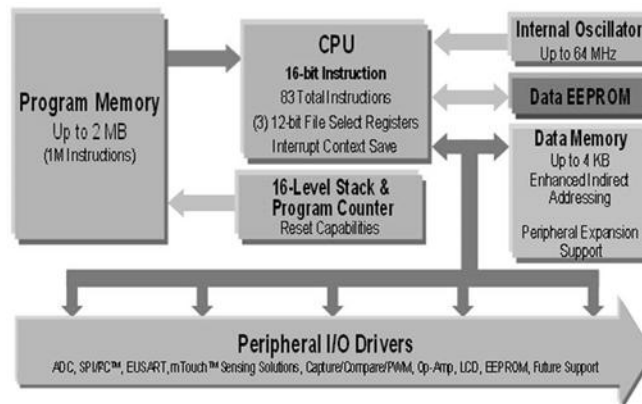 Program Memory
Up to 2 MB
(1M Instructions)
CPU
16-bit Instruction
83 Total Instructions
(3) 12-bit File Select Registers
Interrupt Context Save
16-Level Stack &
Program Counter
Reset Capabilities
Internal Oscillator
Up to 64 MHz
Data EEPROM
Data Memory
Up to 4 KB
Enhanced Indirect
Addressing
Peripheral Expansion
Support
Peripheral I/O Drivers
ADC, SPI/I²C™, EUSART, mTouch™ Sensing Solutions, Capture/Compare/PWM, Op-Amp, LCD, EEPROM, Future Support